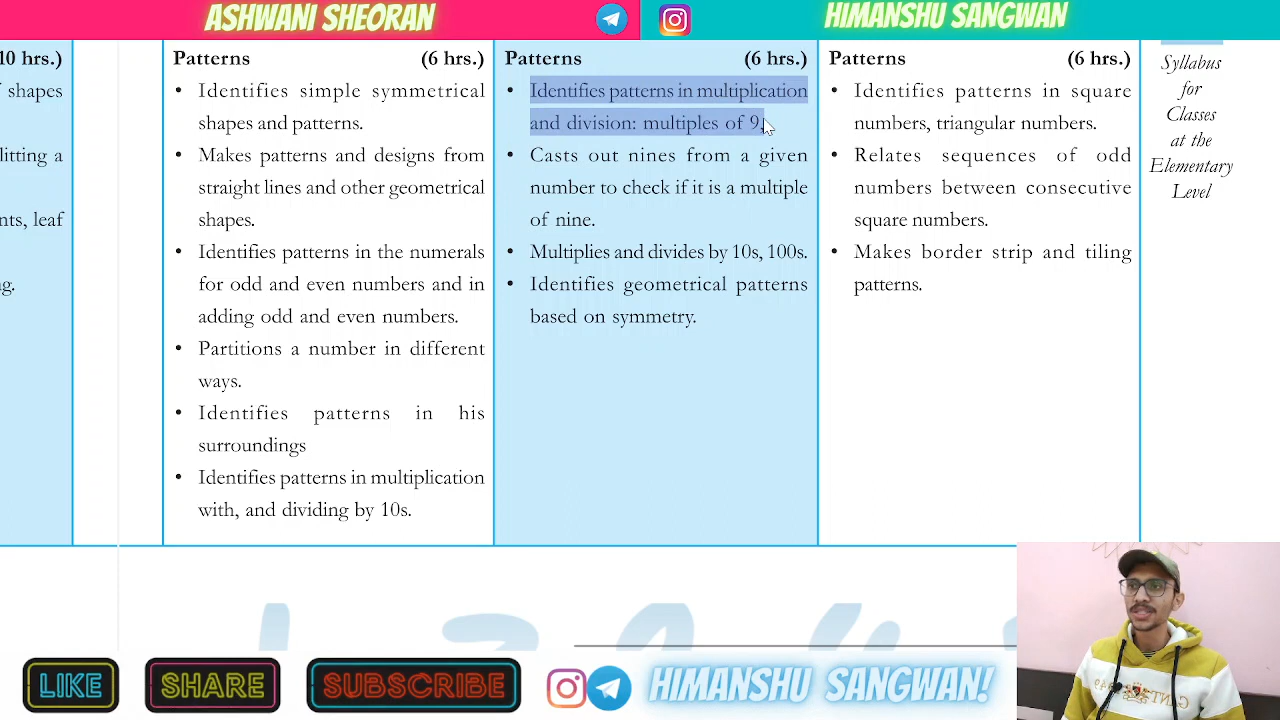 ASHWANI SHEORAN
HIMANSHU SANGWAN
10 hrs.)
f shapes
litting a
nts, leaf
g.
Patterns (6 hrs.)
• Identifies simple symmetrical
shapes and patterns.
• Makes patterns and designs from
straight lines and other geometrical
shapes.
• Identifies patterns in the numerals
for odd and even numbers and in
adding odd and even numbers.
• Partitions a number in different
ways.
• Identifies patterns in his
surroundings
• Identifies patterns in multiplication
with, and dividing by 10s.
Patterns (6 hrs.)
• Identifies patterns in multiplication
and division: multiples of 9,
• Casts out nines from a given
number to check if it is a multiple
of nine.
• Multiplies and divides by 10s, 100s.
• Identifies geometrical patterns
based on symmetry.
Patterns (6 hrs.)
• Identifies patterns in square
numbers, triangular numbers.
• Relates sequences of odd
numbers between consecutive
square numbers.
• Makes border strip and tiling
patterns.
Syllabus
for
Classes
at the
Elementary
Level
LIKE
SHARE
SUBSCRIBE
HIMANSHU SANGWAN!